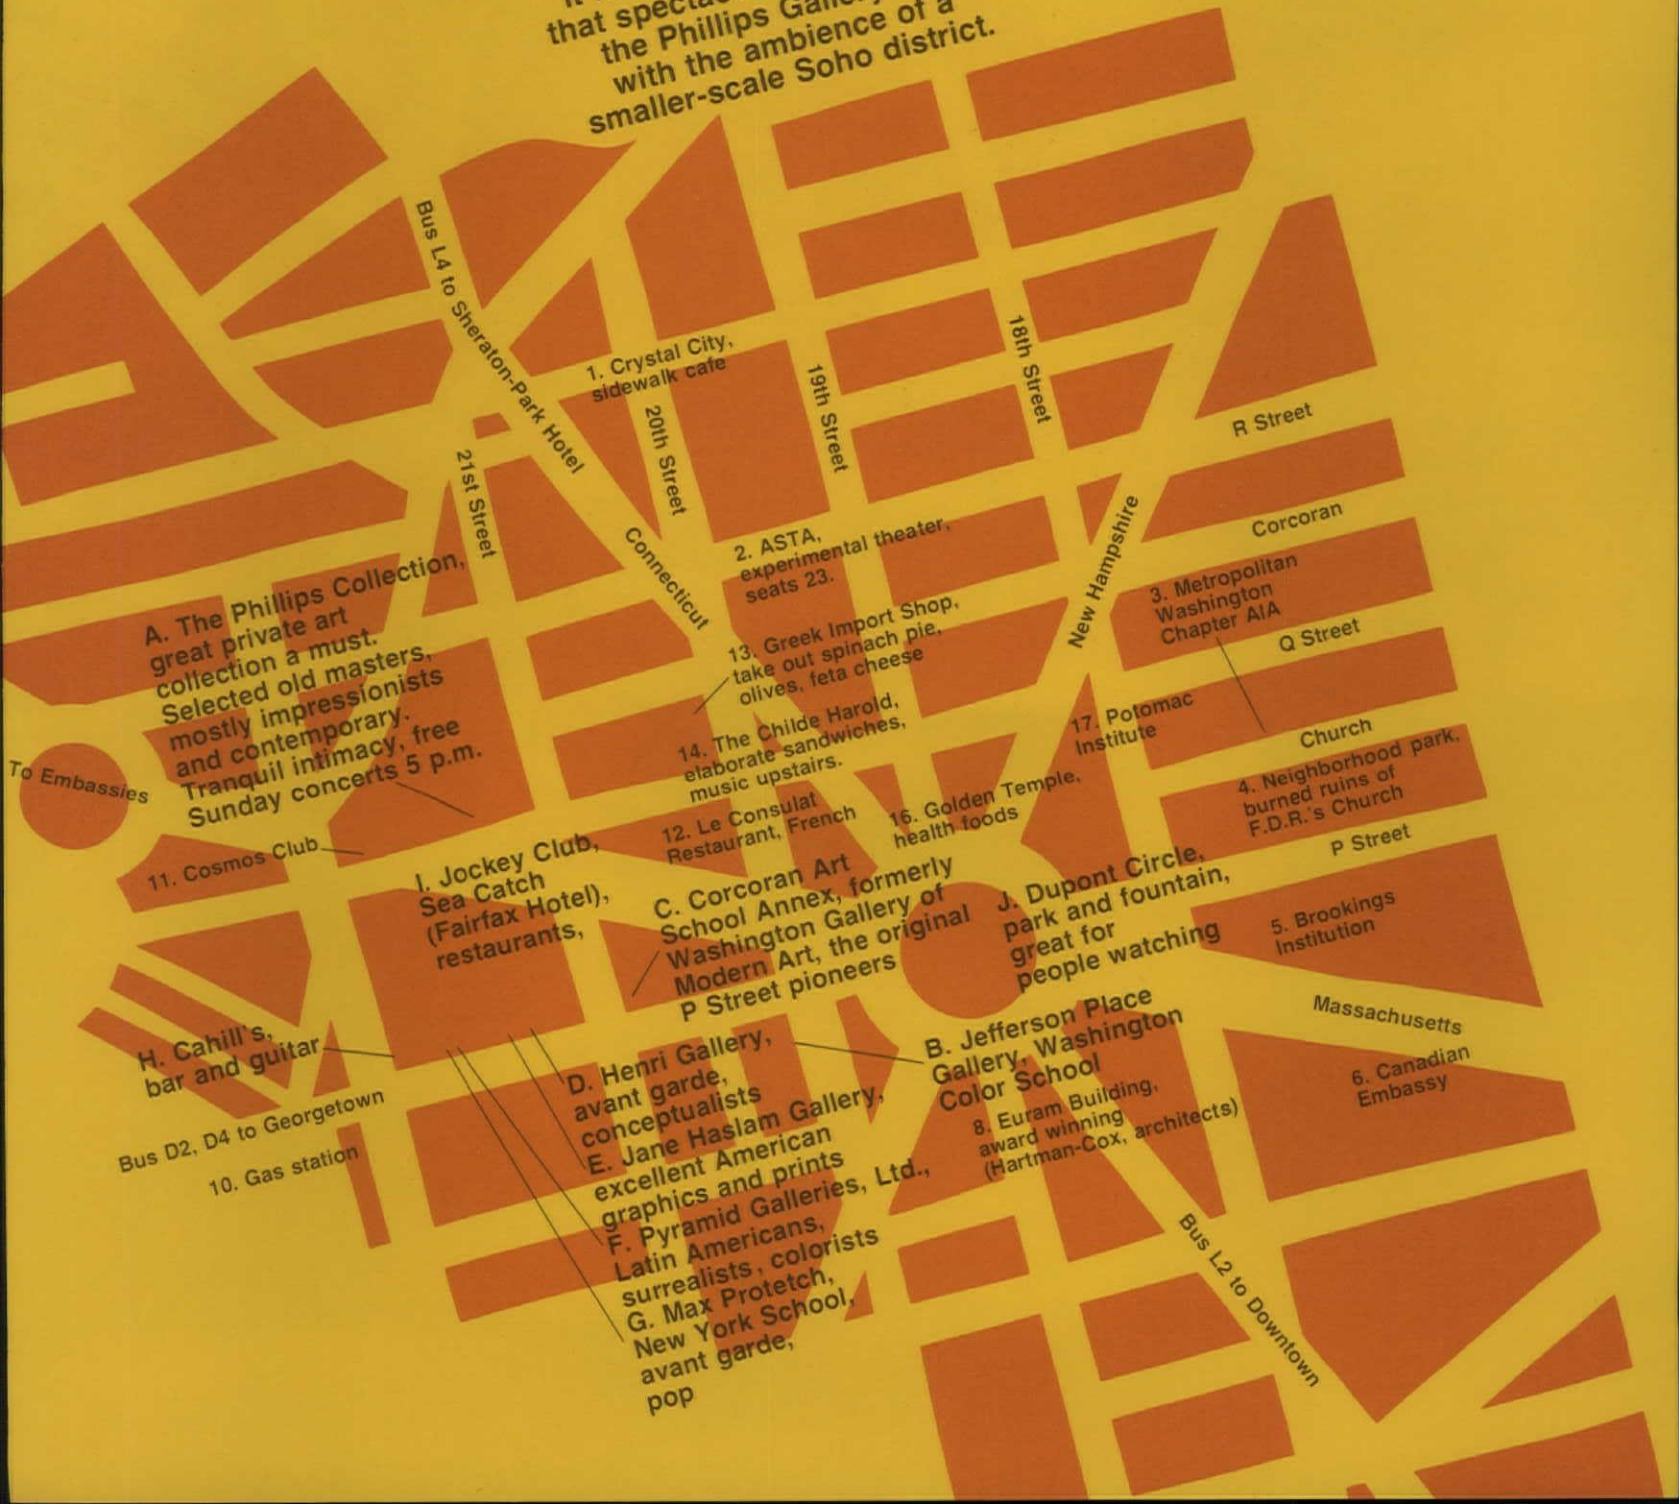 that
the Phillips
with the ambience of a
smaller-scale Soho district.
Bus L4 to Sheraton-Park Hotel
1. Crystal City,
sidewalk cafe
18th Street
19th Street
20th Street
21st Street
R Street
Corcoran
Connecticut
New Hampshire
2. ASTA,
experimental theater,
seats 23.
3. Metropolitan
Washington
Chapter AIA
Q Street
A. The Phillips Collection,
great private art
collection a must.
Selected old masters,
mostly impressionists
and contemporary.
Tranquil intimacy, free
Sunday concerts 5 p.m.
13. Greek Import Shop,
take out spinach pie,
olives, feta cheese
14. The Childe Harold,
elaborate sandwiches,
music upstairs.
17. Potomac
Institute
Church
4. Neighborhood park,
burned ruins of
F.D.R.'s Church
To Embassies
12. Le Consulat
Restaurant, French
16. Golden Temple,
health foods
P Street
11. Cosmos Club
I. Jockey Club,
Sea Catch
(Fairfax Hotel),
restaurants,
C. Corcoran Art
School Annex, formerly
Washington Gallery of
Modern Art, the original
P Street pioneers
J. Dupont Circle,
park and fountain,
great for
people watching
5. Brookings
Institution
Massachusetts
H. Cahill's,
bar and guitar
D. Henri Gallery,
avant garde,
conceptualists
E. Jane Haslam Gallery,
excellent American
graphics and prints
F. Pyramid Galleries, Ltd.,
Latin Americans,
surrealists, colorists
G. Max Protetch,
New York School,
avant garde,
pop
B. Jefferson Place
Gallery, Washington
Color School
8. Euram Building,
award winning
(Hartman-Cox, architects)
6. Canadian
Embassy
Bus D2, D4 to Georgetown
10. Gas station
Bus L2 to Downtown